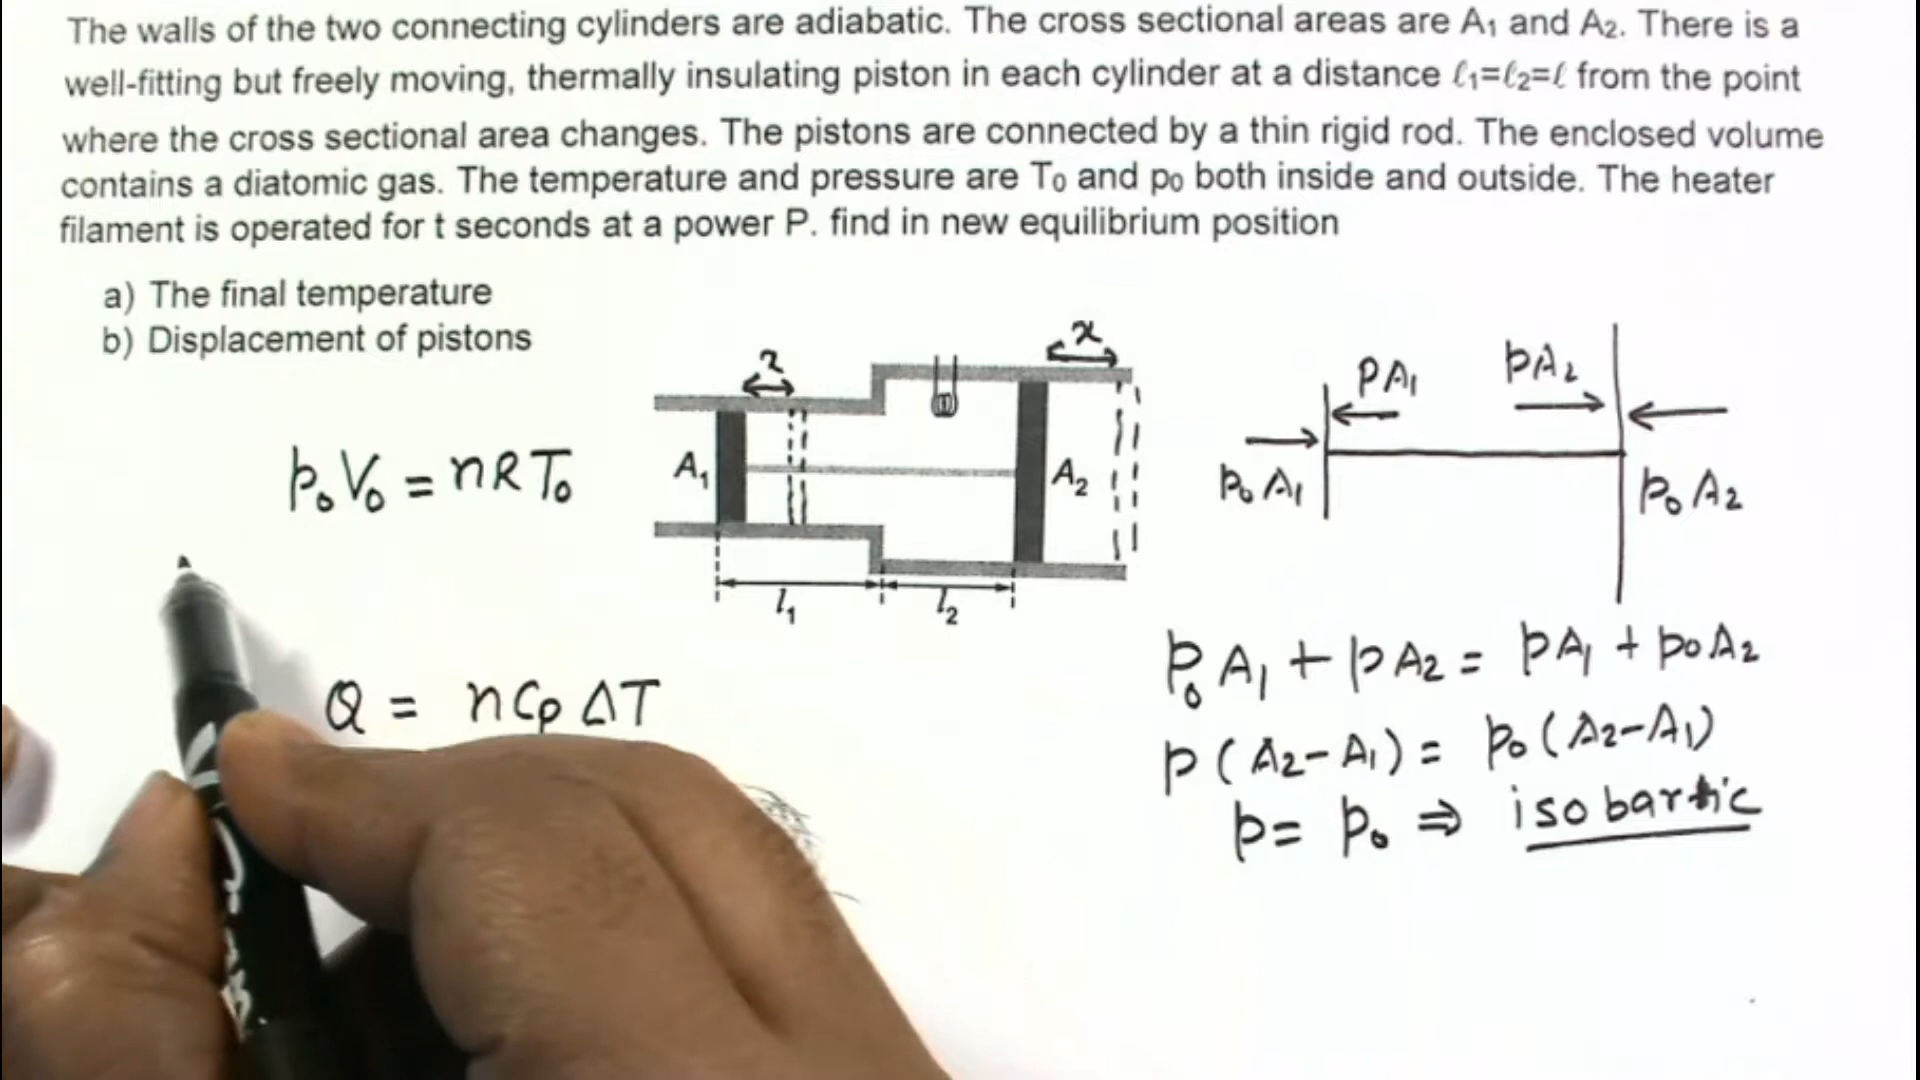 The walls of the two connecting cylinders are adiabatic. The cross sectional areas are A₁ and A₂. There is a
well-fitting but freely moving, thermally insulating piston in each cylinder at a distance ℓ₁=ℓ₂=ℓ from the point
where the cross sectional area changes. The pistons are connected by a thin rigid rod. The enclosed volume
contains a diatomic gas. The temperature and pressure are T₀ and p₀ both inside and outside. The heater
filament is operated for t seconds at a power P. find in new equilibrium position
a) The final temperature
b) Displacement of pistons
p₀V₀ = nRT₀
Q = nCp ΔT
x
x
A₁
A₂
l₁
l₂
PA₁
pA₂
p₀A₁
p₀A₂
p₀A₁ + pA₂ = pA₁ + p₀A₂
p(A₂-A₁) = p₀(A₂-A₁)
p = p₀ ⇒ isobartic